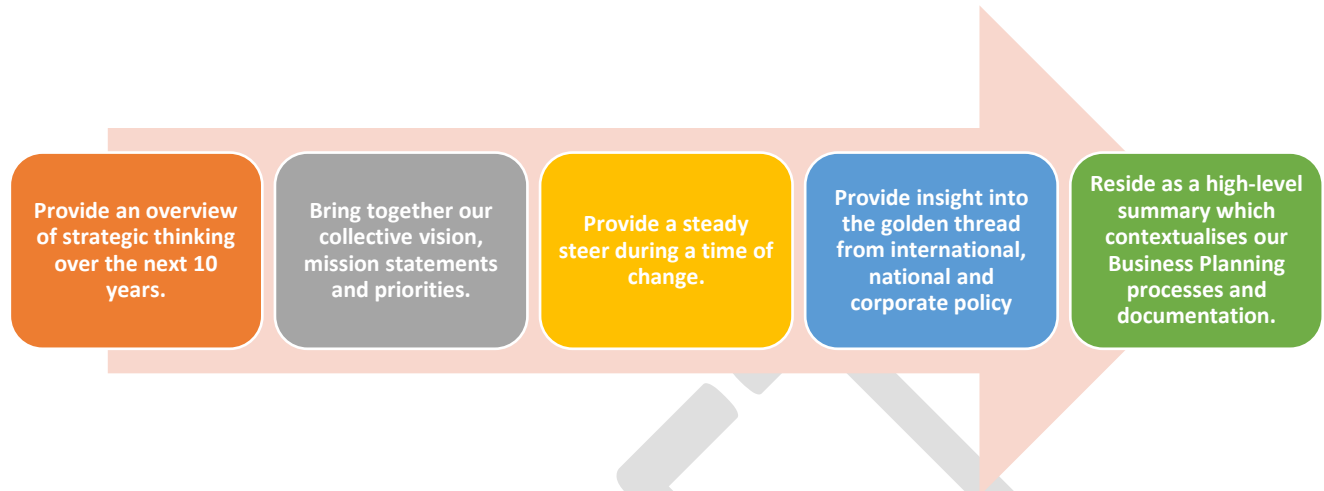 Provide an overview
of strategic thinking
over the next 10
years.
Bring together our
collective vision,
mission statements
and priorities.
Provide a steady
steer during a time of
change.
Provide insight into
the golden thread
from international,
national and
corporate policy
Reside as a high-level
summary which
contextualises our
Business Planning
processes and
documentation.